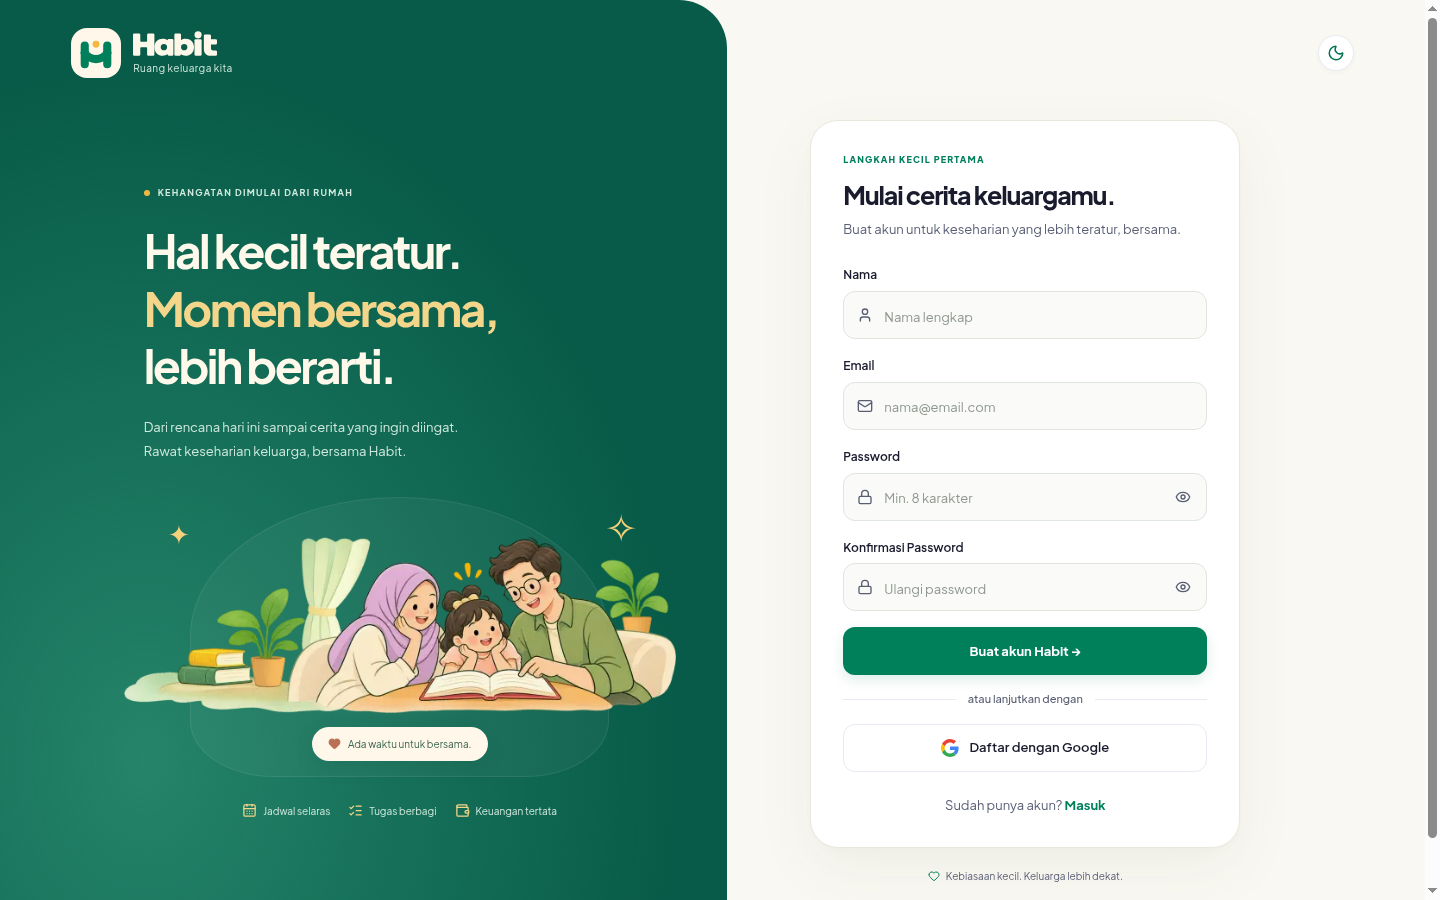 Habit
Ruang keluarga kita
KEHANGATAN DIMULAI DARI RUMAH
Hal kecil teratur.
Momen bersama,
lebih berarti.
Dari rencana hari ini sampai cerita yang ingin diingat.
Rawat keseharian keluarga, bersama Habit.
Ada waktu untuk bersama.
Jadwal selaras
Tugas berbagi
Keuangan tertata
LANGKAH KECIL PERTAMA
Mulai cerita keluargamu.
Buat akun untuk keseharian yang lebih teratur, bersama.
Nama
Nama lengkap
Email
nama@email.com
Password
Min. 8 karakter
Konfirmasi Password
Ulangi password
Buat akun Habit →
atau lanjutkan dengan
Daftar dengan Google
Sudah punya akun? Masuk
Kebiasaan kecil. Keluarga lebih dekat.